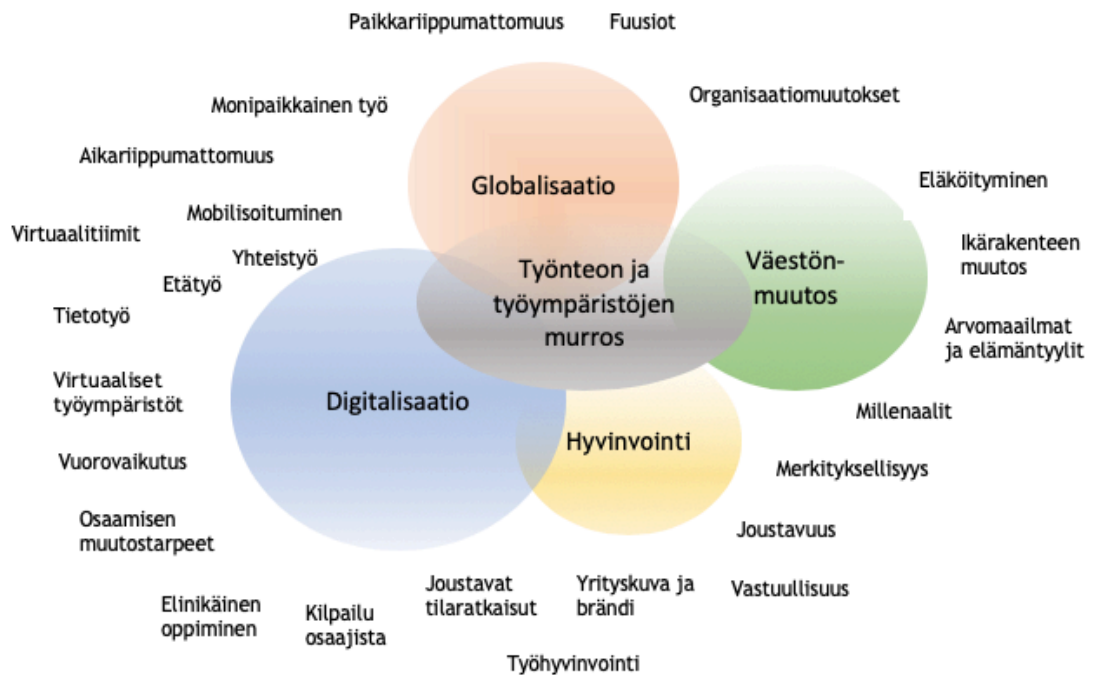 Paikkariippumattomuus
Fuusiot
Organisaatiomuutokset
Monipaikkainen työ
Aikariippumattomuus
Globalisaatio
Eläköityminen
Mobilisoituminen
Virtuaalitiimit
Yhteistyö
Ikärakenteen
muutos
Etätyö
Työnteon ja
työympäristöjen
murros
Väestön-
muutos
Tietotyö
Arvomaailmat
ja elämäntyylit
Virtuaaliset
työympäristöt
Digitalisaatio
Millenaalit
Hyvinvointi
Vuorovaikutus
Merkityksellisyys
Osaamisen
muutostarpeet
Joustavuus
Joustavat
tilaratkaisut
Yrityskuva ja
brändi
Vastuullisuus
Elinikäinen
oppiminen
Kilpailu
osaajista
Työhyvinvointi